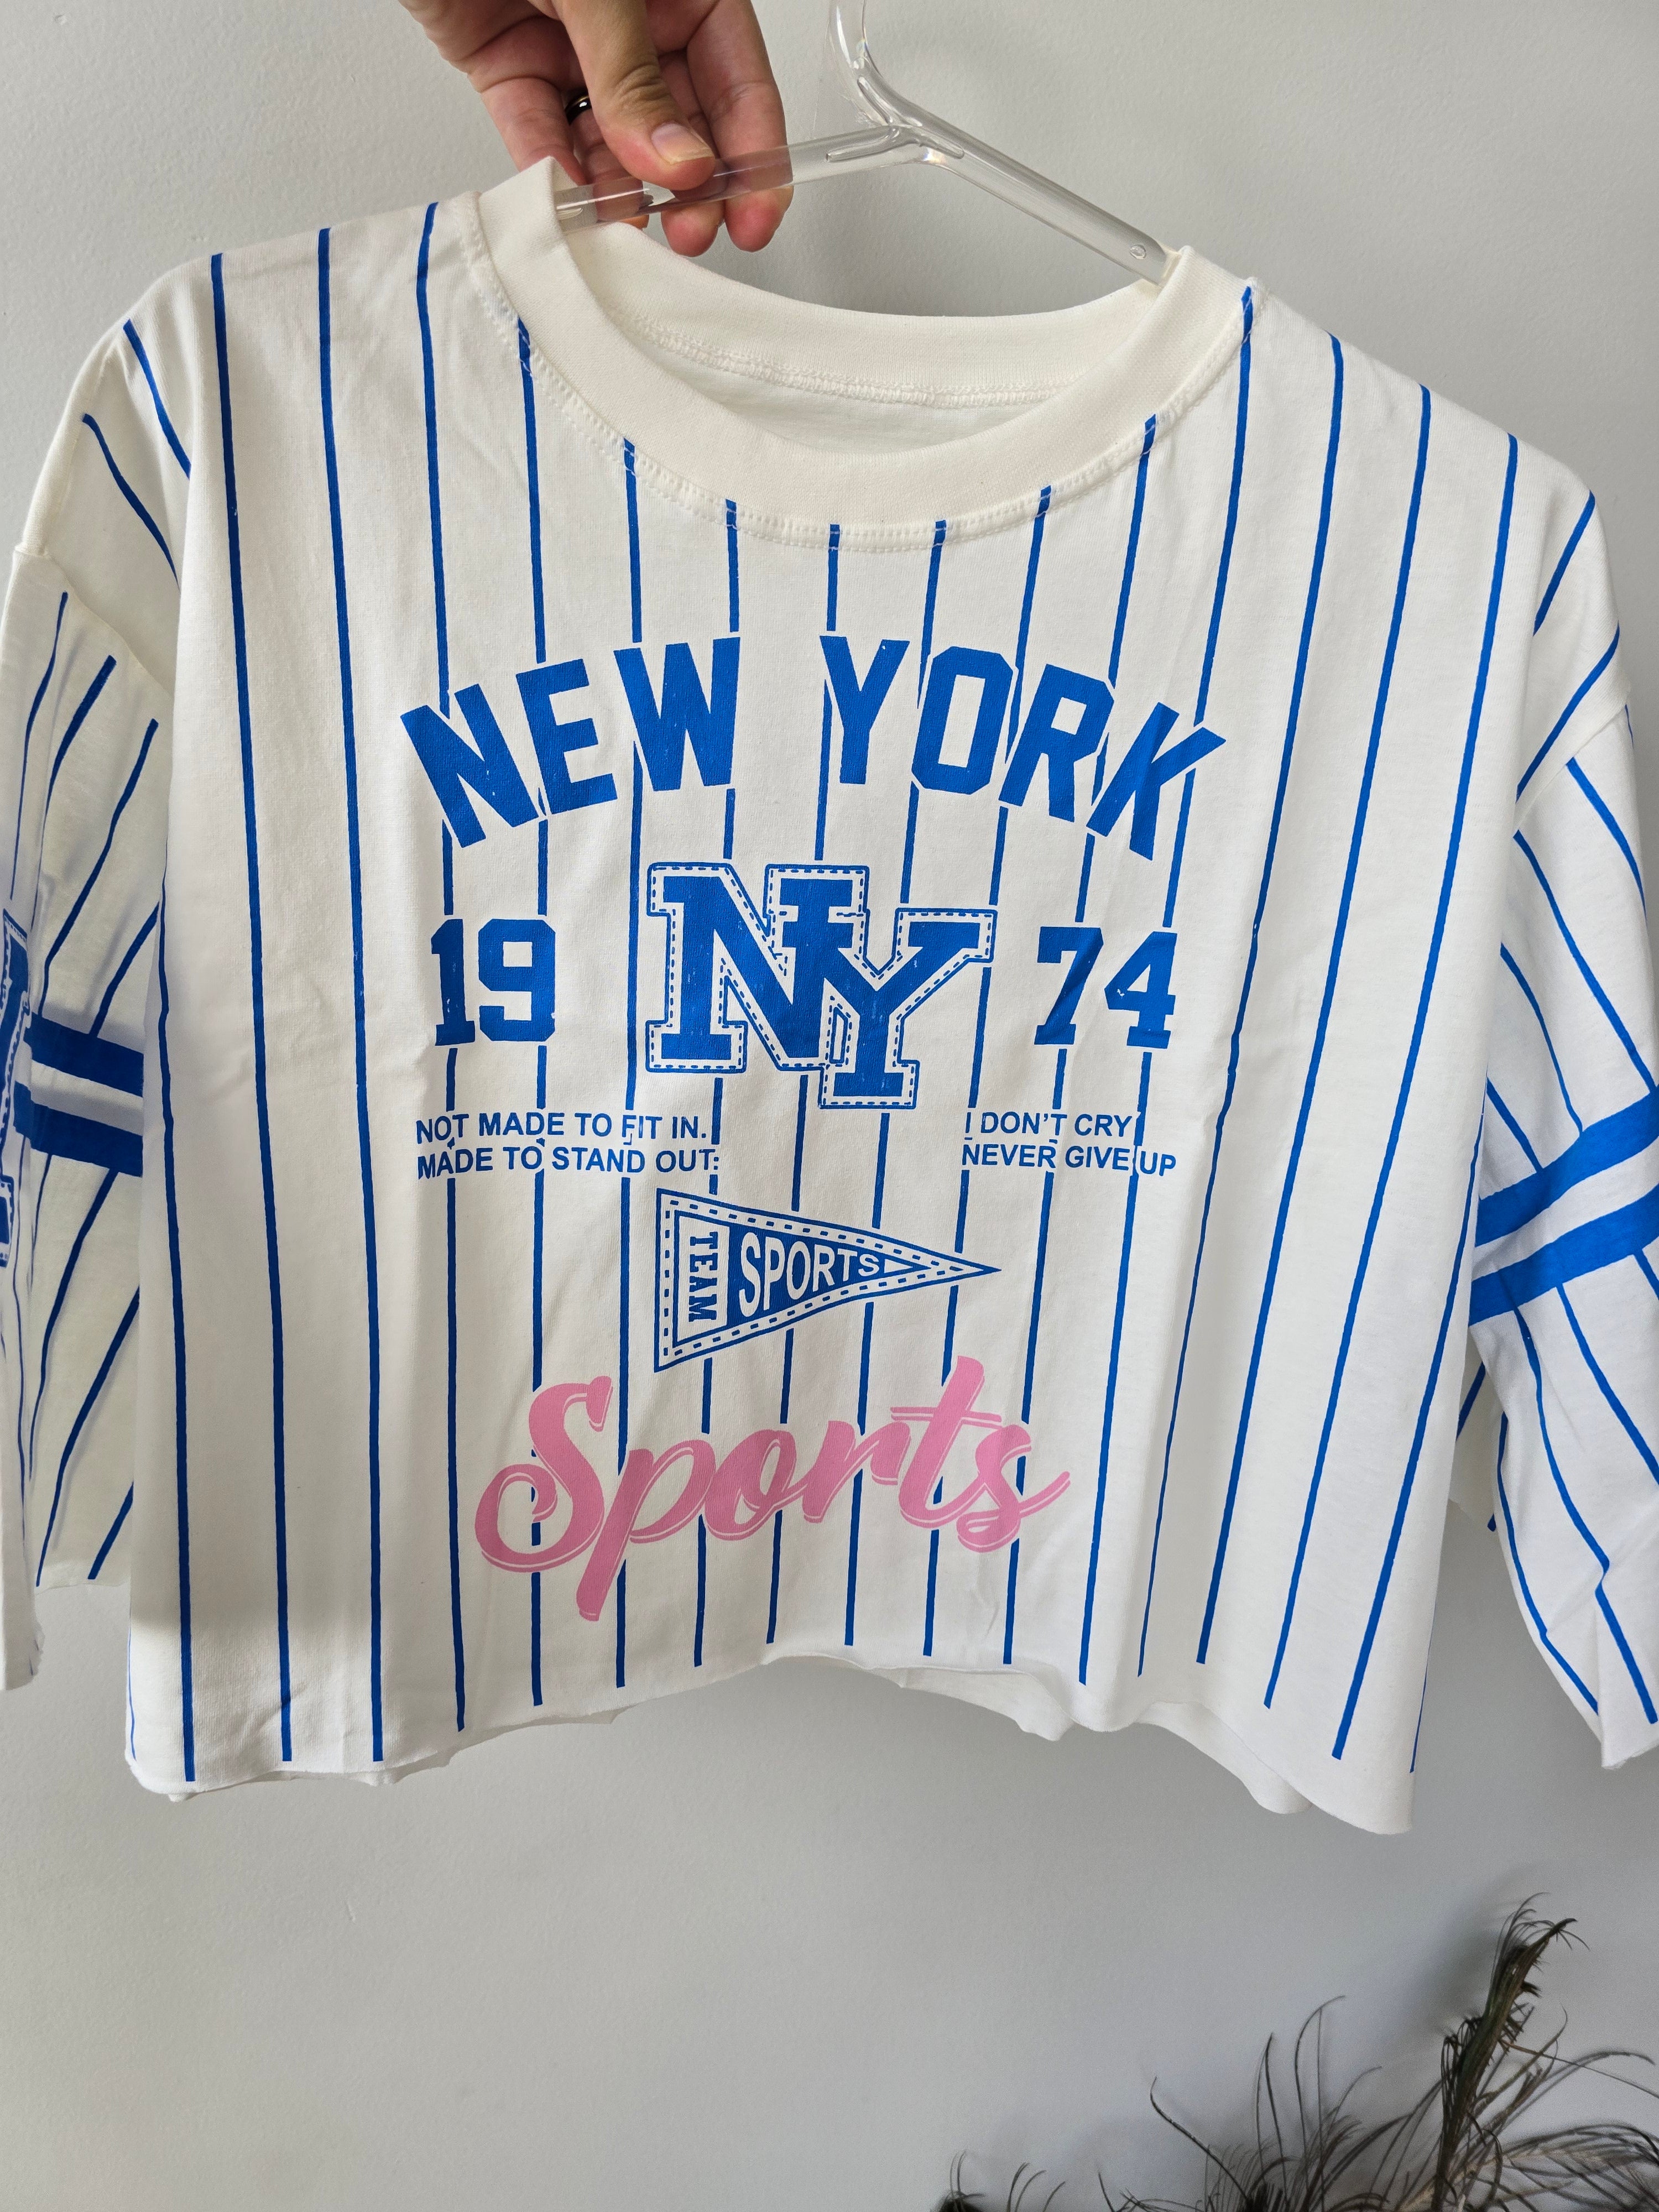 NEW YORK
19 NY 74
NOT MADE TO FIT IN.
MADE TO STAND OUT.
I DON'T CRY
NEVER GIVE UP
TEAM
SPORTS
Sports